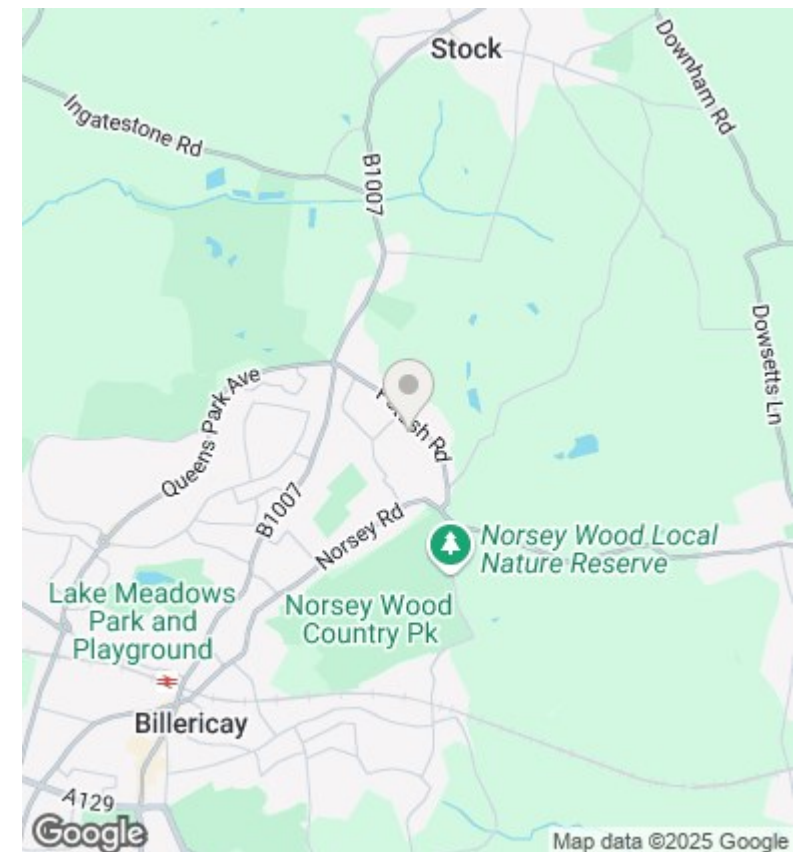 Stock
Downham Rd
Ingatestone Rd
B1007
Dowsetts Ln
Queens Park Ave
sh Rd
B1007
Norsey Rd
Norsey Wood Local
Nature Reserve
Lake Meadows
Park and
Playground
Norsey Wood
Country Pk
Billericay
A129
Google
Map data ©2025 Google